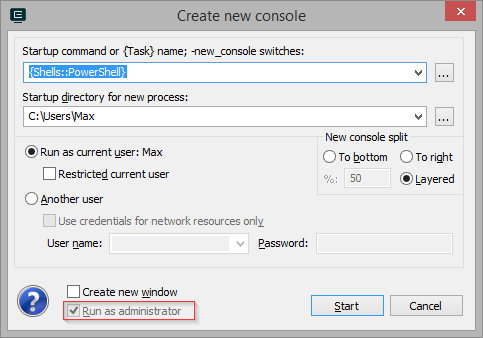 Create new console
Startup command or {Task} name; -new_console switches:
{Shells::PowerShell}
...
Startup directory for new process:
C:\Users\Max
...
New console split
Run as current user: Max
To bottom
To right
Restricted current user
%:
50
Layered
Another user
Use credentials for network resources only
User name:
Password:
Create new window
Run as administrator
Start
Cancel